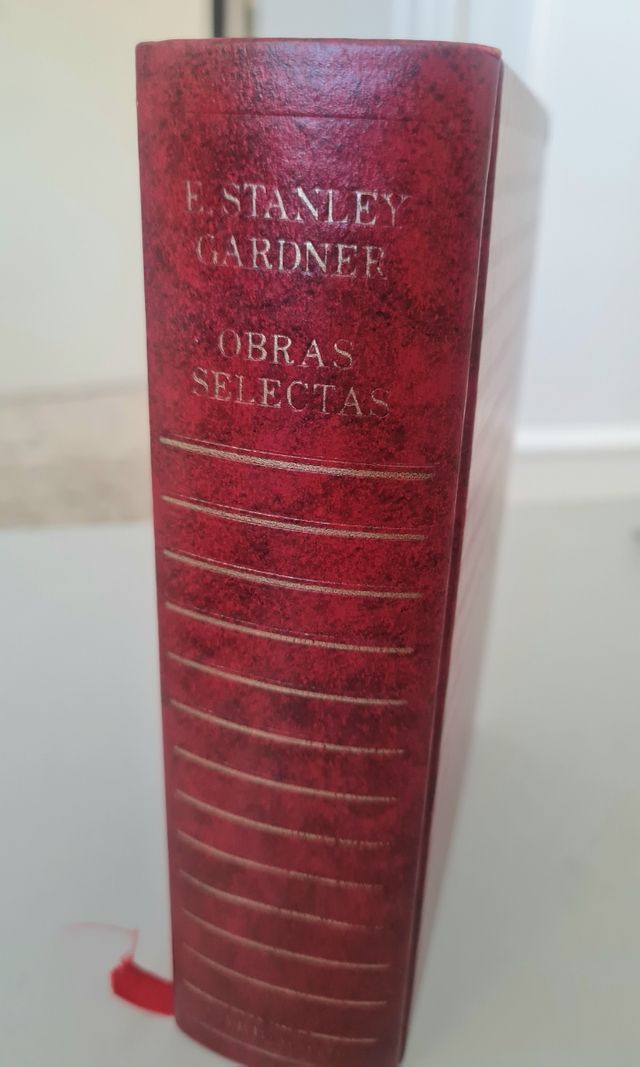 E. STANLEY
GARDNER
OBRAS
SELECTAS